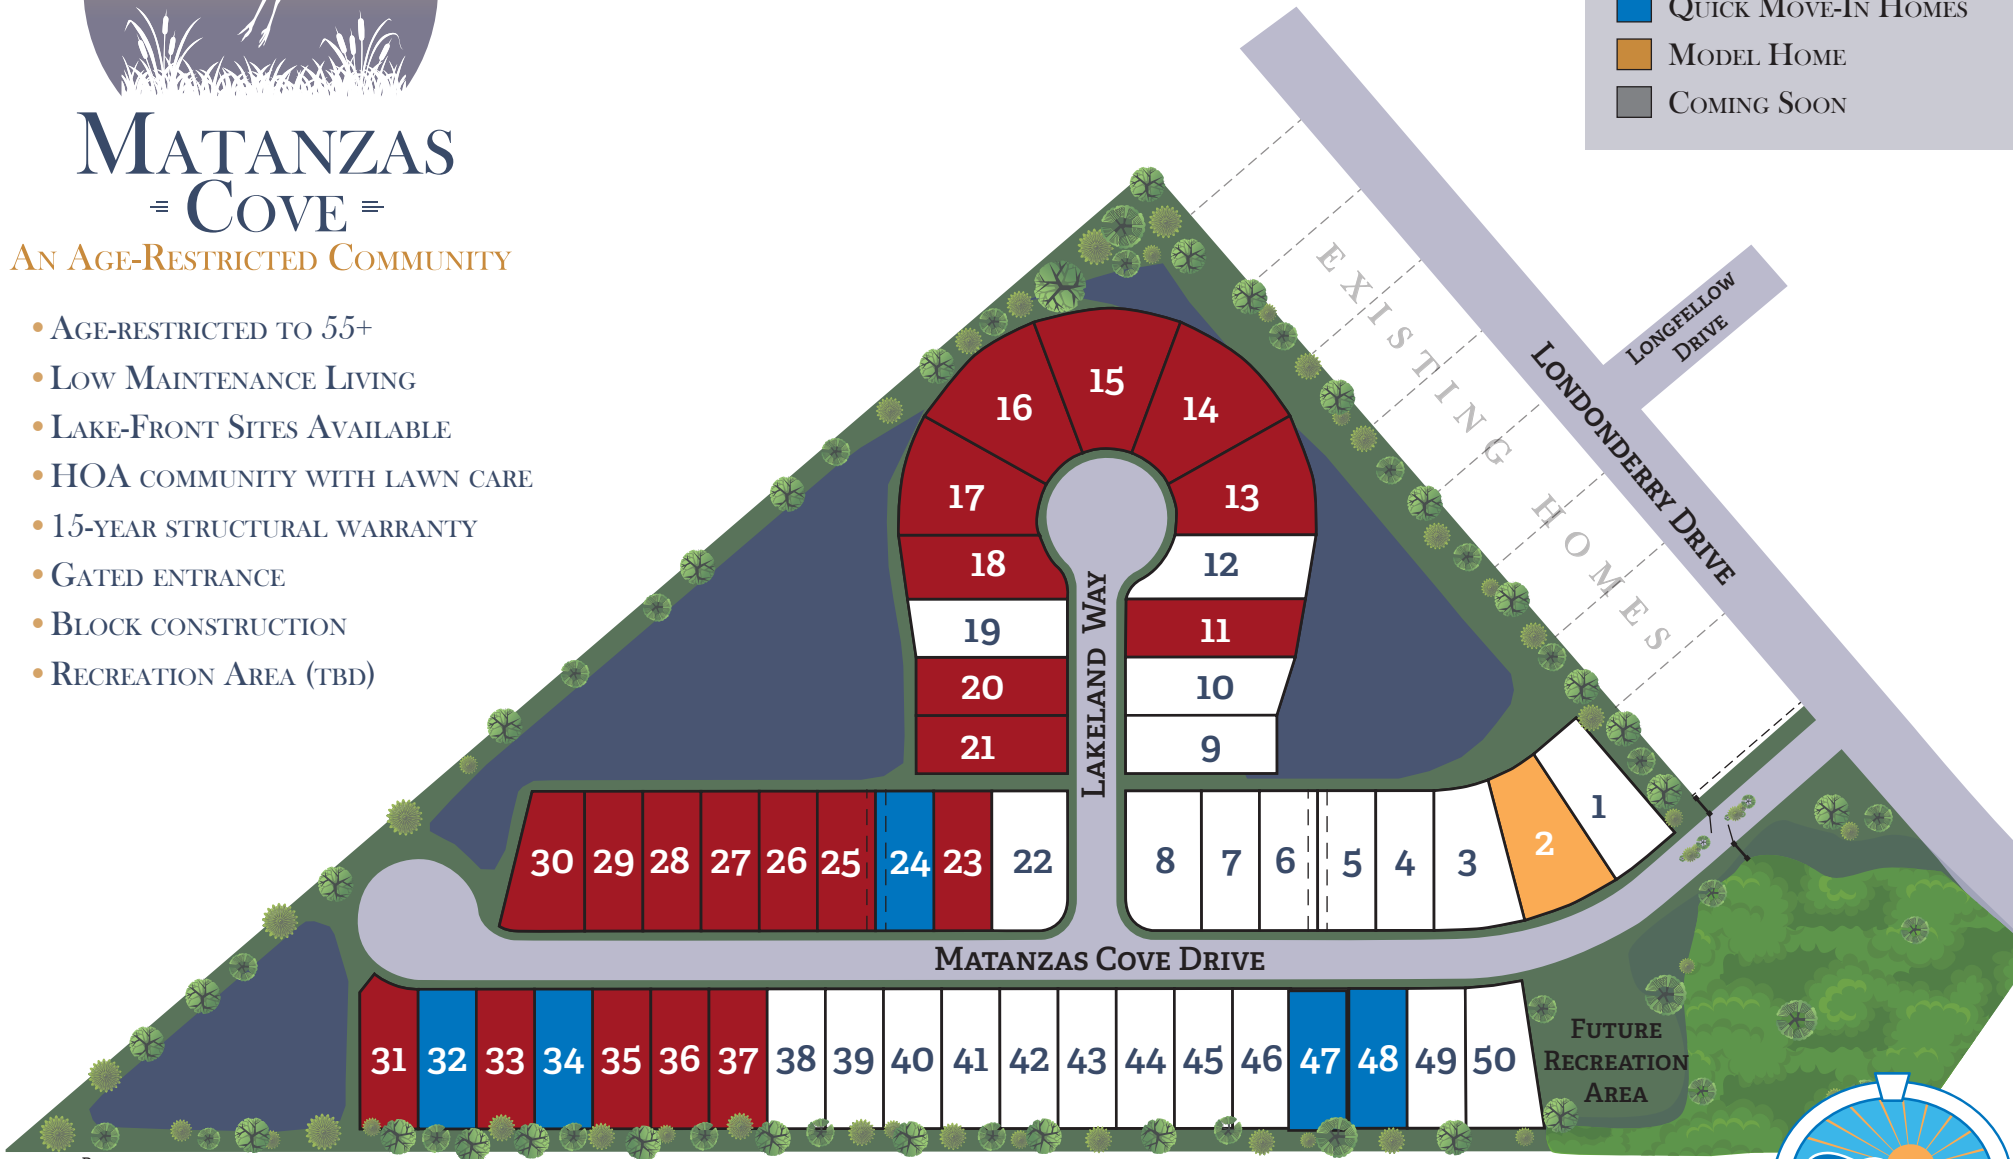 Quick Move-In Homes
Model Home
Coming Soon
Matanzas
Cove
An Age-Restricted Community
• Age-restricted to 55+
• Low Maintenance Living
• Lake-Front Sites Available
• HOA community with lawn care
• 15-year structural warranty
• Gated entrance
• Block construction
• Recreation Area (TBD)
Existing Homes
Longfellow
Drive
Londonderry Drive
15
16
14
17
13
18
12
19
11
20
10
21
9
Lakeland Way
1
2
30 29 28 27 26 25 24 23 22 8 7 6 5 4 3
Matanzas Cove Drive
31 32 33 34 35 36 37 38 39 40 41 42 43 44 45 46 47 48 49 50
Future
Recreation
Area